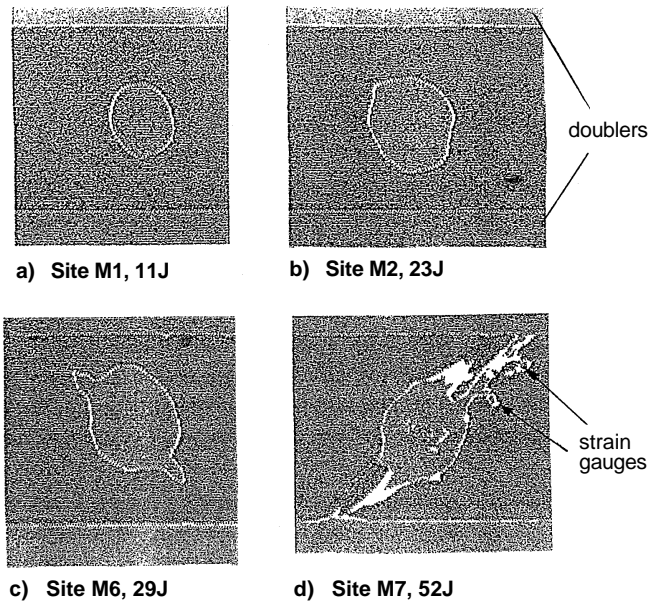 doublers
a) Site M1, 11J
b) Site M2, 23J
strain
gauges
c) Site M6, 29J
d) Site M7, 52J